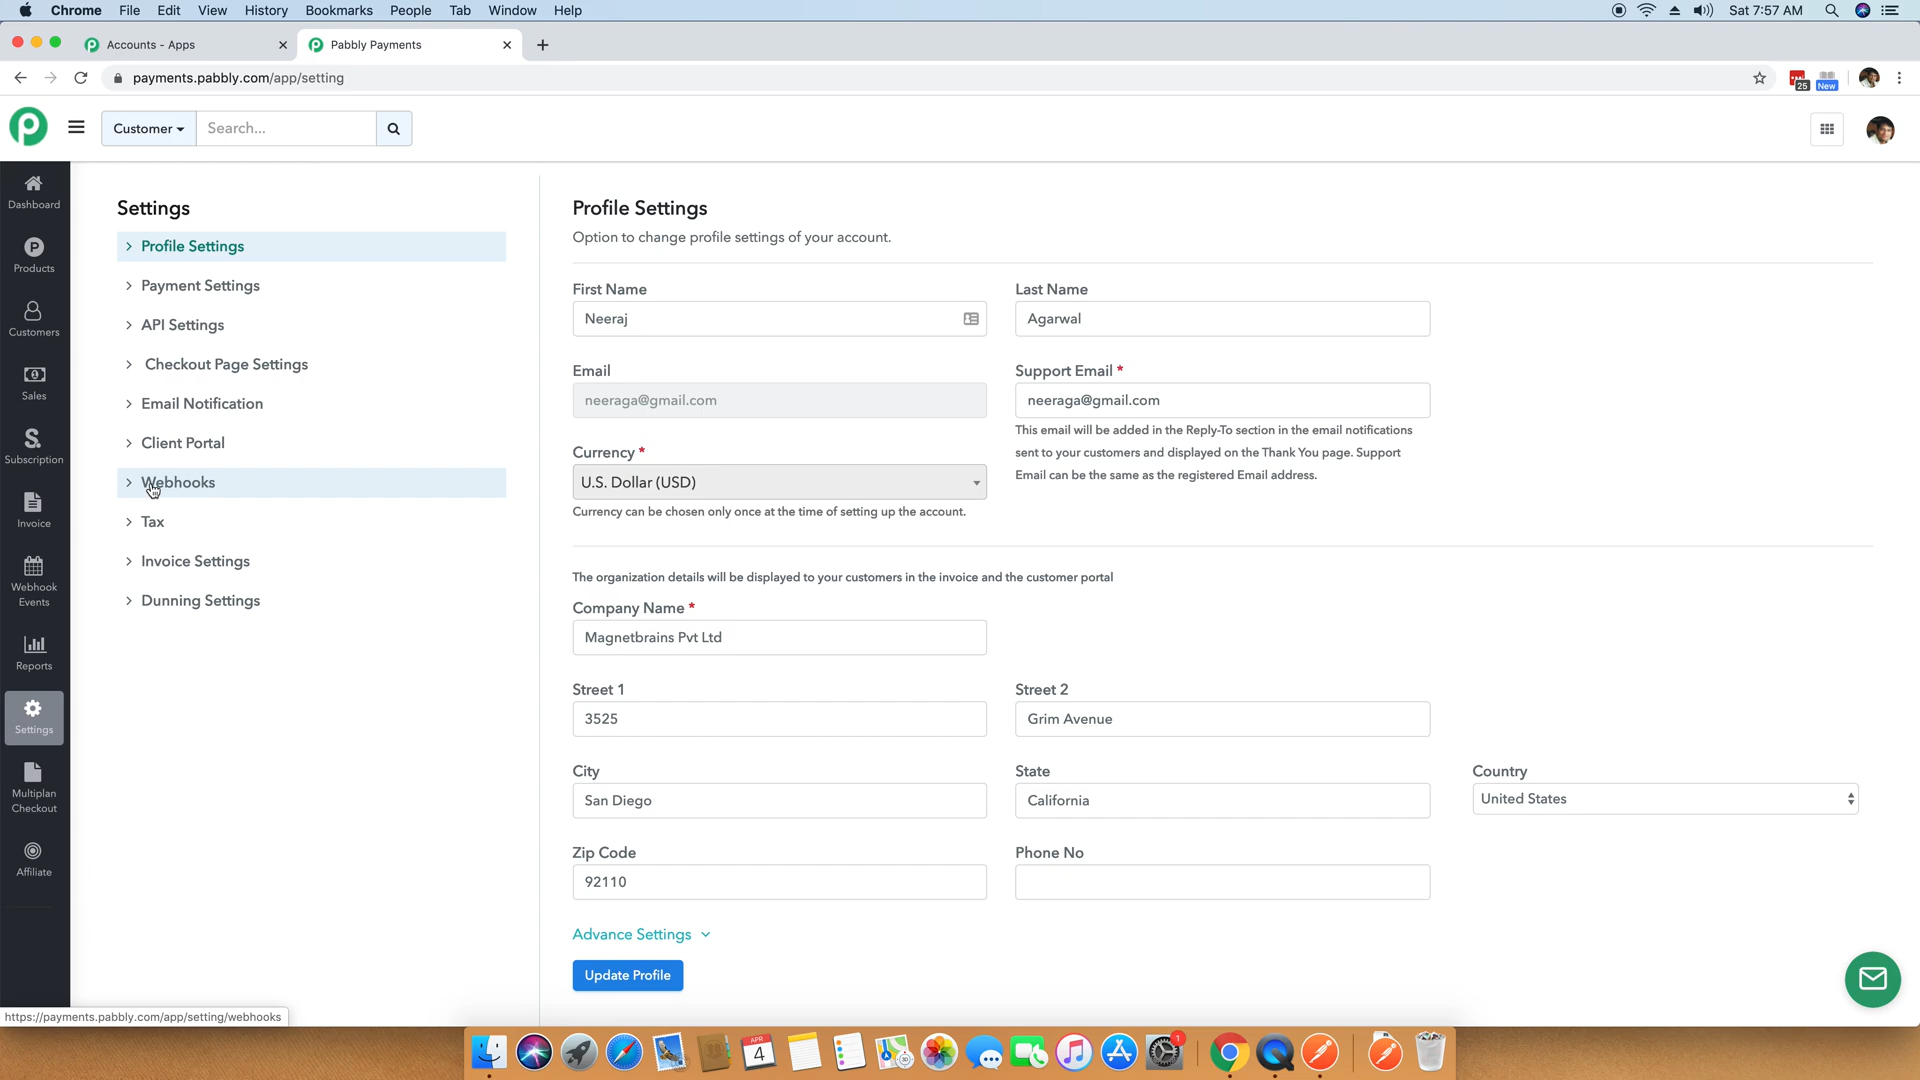 Chrome File Edit View History Bookmarks People Tab Window Help Sat 7:57 AM
Accounts - Apps Pabbly Payments
payments.pabbly.com/app/setting 25 New
Customer Search...
Dashboard
Products
Customers
Sales
Subscription
Invoice
Webhook
Events
Reports
Settings
Multiplan
Checkout
Affiliate
Settings
Profile Settings
Payment Settings
API Settings
Checkout Page Settings
Email Notification
Client Portal
Webhooks
Tax
Invoice Settings
Dunning Settings
Profile Settings
Option to change profile settings of your account.
First Name Last Name
Neeraj Agarwal
Email Support Email *
neeraga@gmail.com neeraga@gmail.com
This email will be added in the Reply-To section in the email notifications
sent to your customers and displayed on the Thank You page. Support
Email can be the same as the registered Email address.
Currency *
U.S. Dollar (USD)
Currency can be chosen only once at the time of setting up the account.
The organization details will be displayed to your customers in the invoice and the customer portal
Company Name *
Magnetbrains Pvt Ltd
Street 1 Street 2
3525 Grim Avenue
City State Country
San Diego California United States
Zip Code Phone No
92110
Advance Settings
Update Profile
https://payments.pabbly.com/app/setting/webhooks
APR
4
1